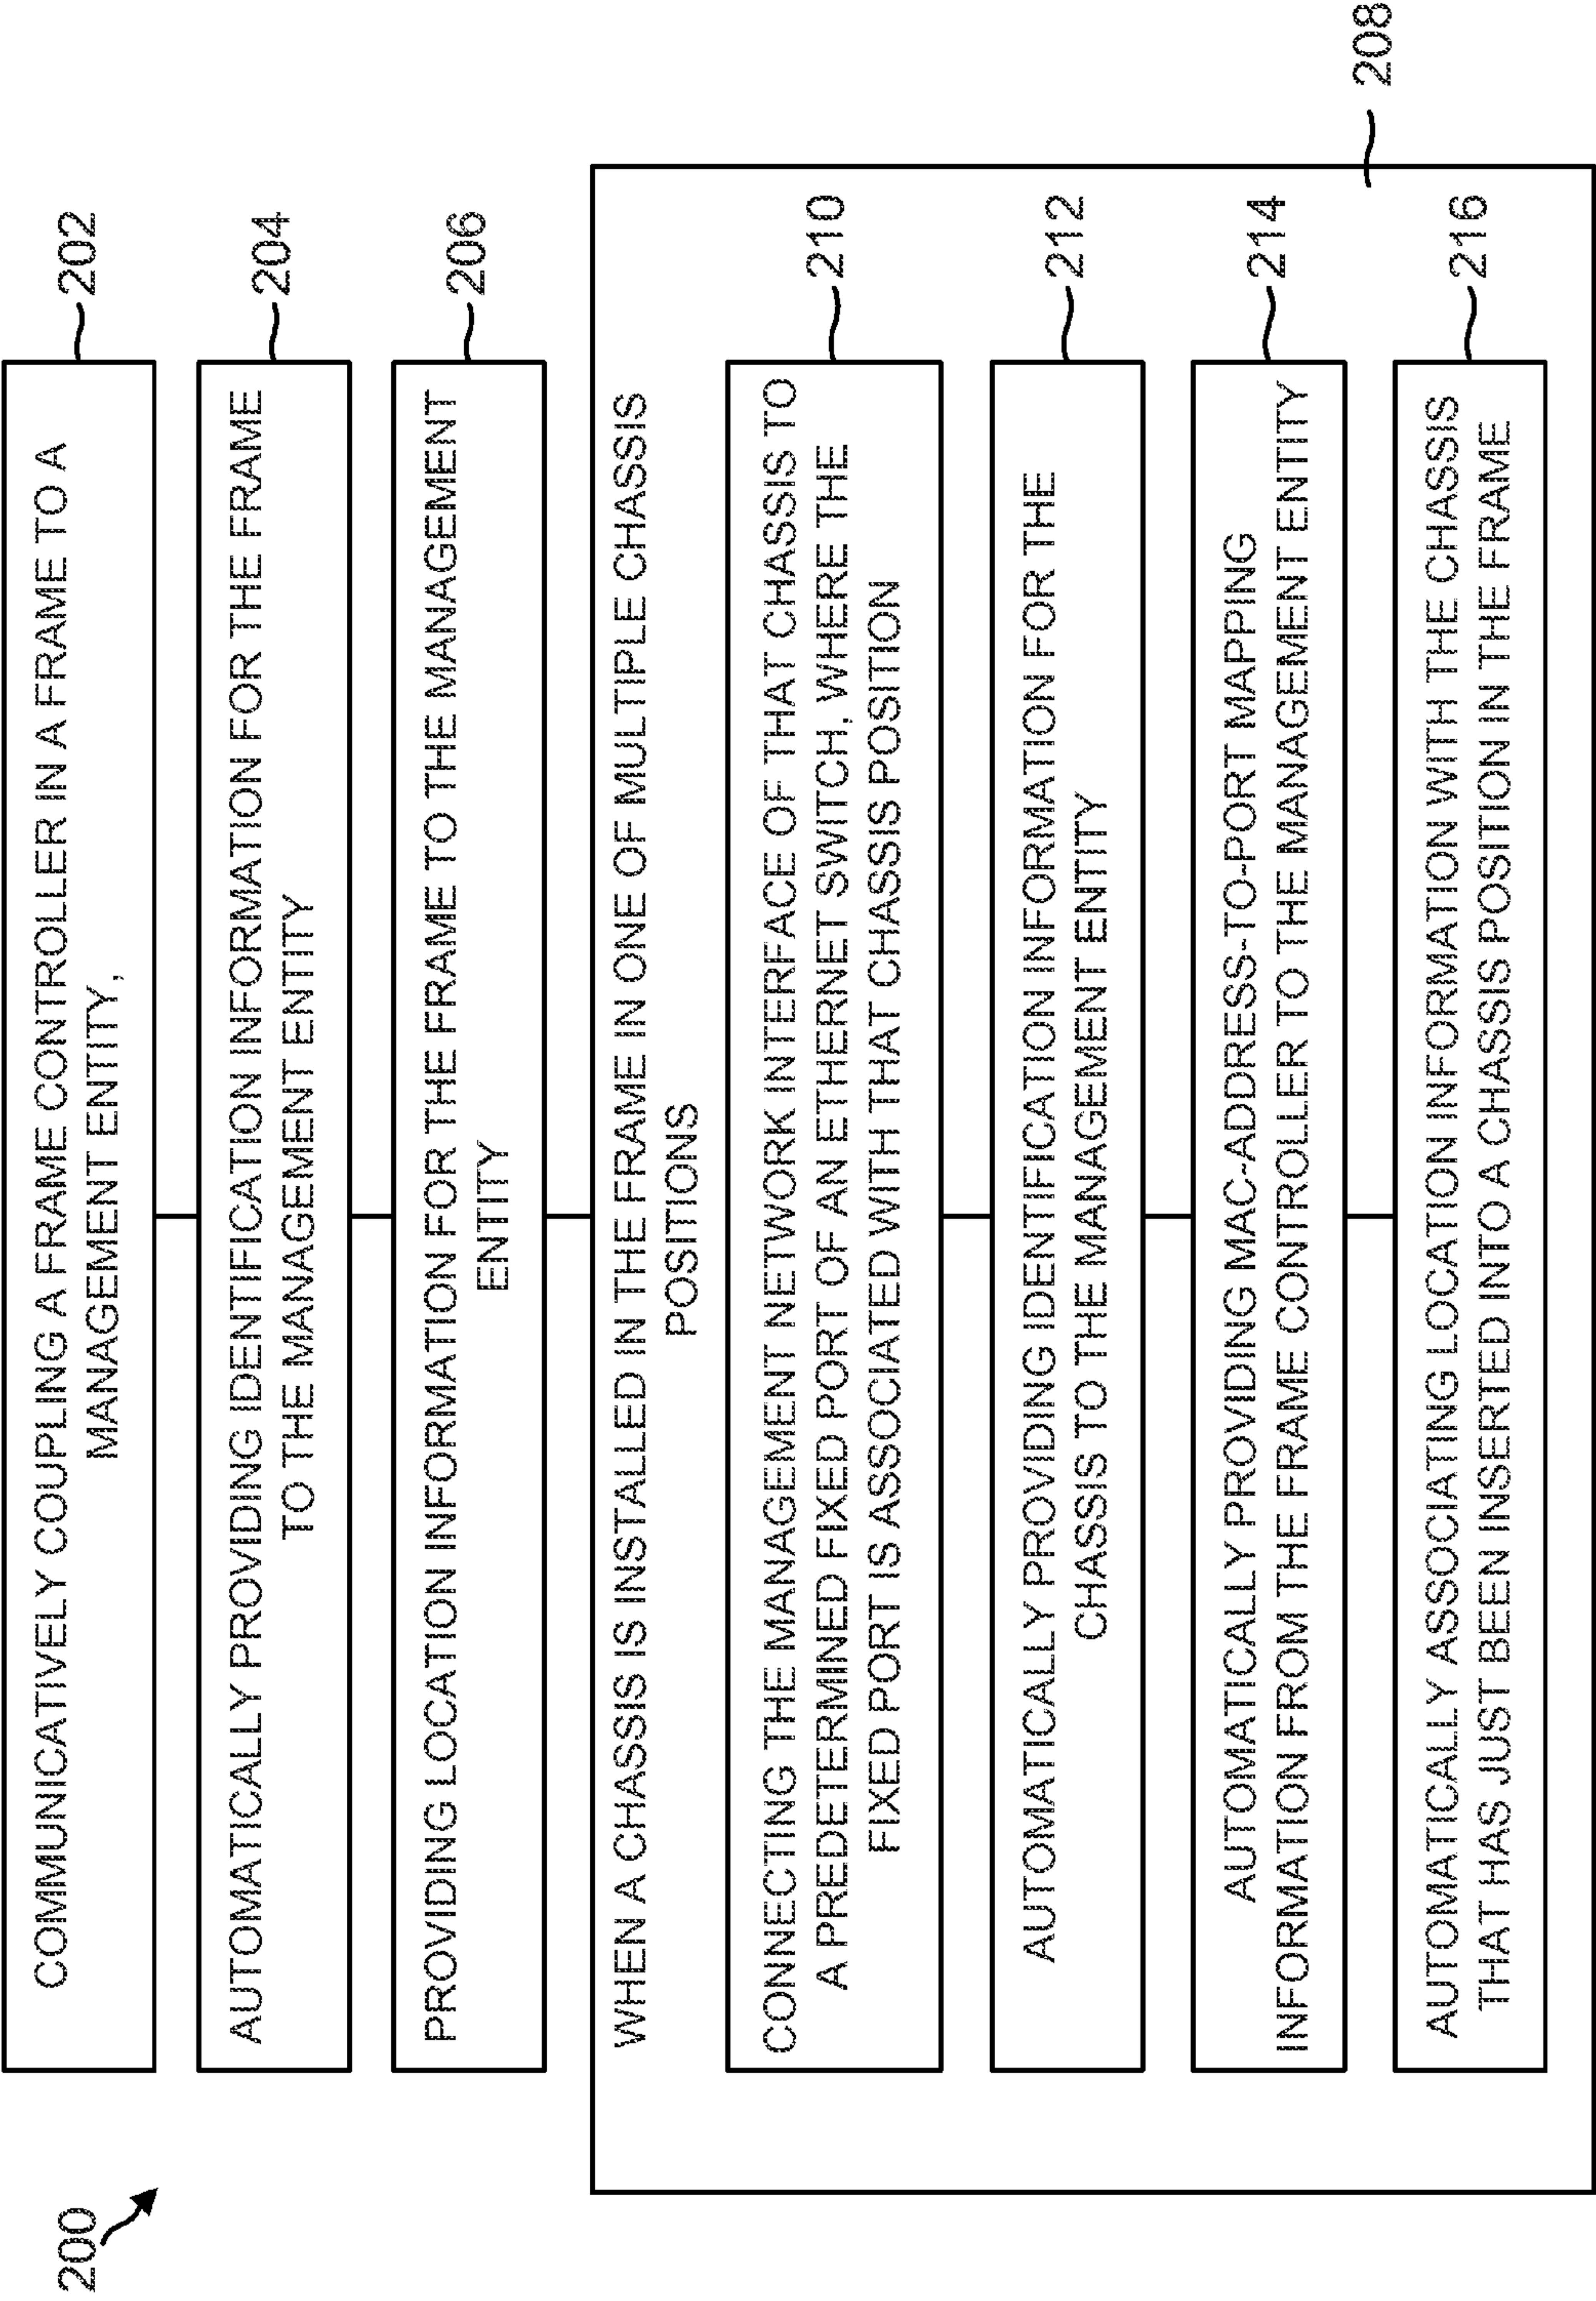 200
COMMUNICATIVELY COUPLING A FRAME CONTROLLER IN A FRAME TO A
MANAGEMENT ENTITY,
202
AUTOMATICALLY PROVIDING IDENTIFICATION INFORMATION FOR THE FRAME
TO THE MANAGEMENT ENTITY
204
PROVIDING LOCATION INFORMATION FOR THE FRAME TO THE MANAGEMENT
ENTITY
206
WHEN A CHASSIS IS INSTALLED IN THE FRAME IN ONE OF MULTIPLE CHASSIS
POSITIONS
208
CONNECTING THE MANAGEMENT NETWORK INTERFACE OF THAT CHASSIS TO
A PREDETERMINED FIXED PORT OF AN ETHERNET SWITCH, WHERE THE
FIXED PORT IS ASSOCIATED WITH THAT CHASSIS POSITION
210
AUTOMATICALLY PROVIDING IDENTIFICATION INFORMATION FOR THE
CHASSIS TO THE MANAGEMENT ENTITY
212
AUTOMATICALLY PROVIDING MAC-ADDRESS-TO-PORT MAPPING
INFORMATION FROM THE FRAME CONTROLLER TO THE MANAGEMENT ENTITY
214
AUTOMATICALLY ASSOCIATING LOCATION INFORMATION WITH THE CHASSIS
THAT HAS JUST BEEN INSERTED INTO A CHASSIS POSITION IN THE FRAME
216